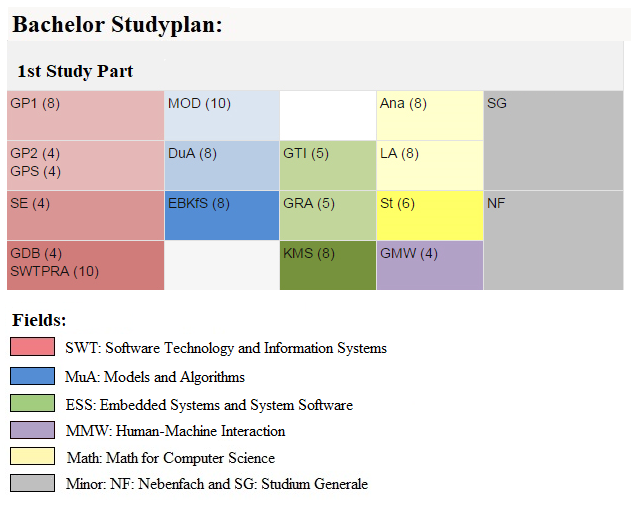 Bachelor Studyplan:
1st Study Part
GP1 (8)
MOD (10)
Ana (8)
SG
GP2 (4)
GPS (4)
DuA (8)
GTI (5)
LA (8)
SE (4)
EBKfS (8)
GRA (5)
St (6)
NF
GDB (4)
SWTPRA (10)
KMS (8)
GMW (4)
Fields:
SWT: Software Technology and Information Systems
MuA: Models and Algorithms
ESS: Embedded Systems and System Software
MMW: Human-Machine Interaction
Math: Math for Computer Science
Minor: NF: Nebenfach and SG: Studium Generale